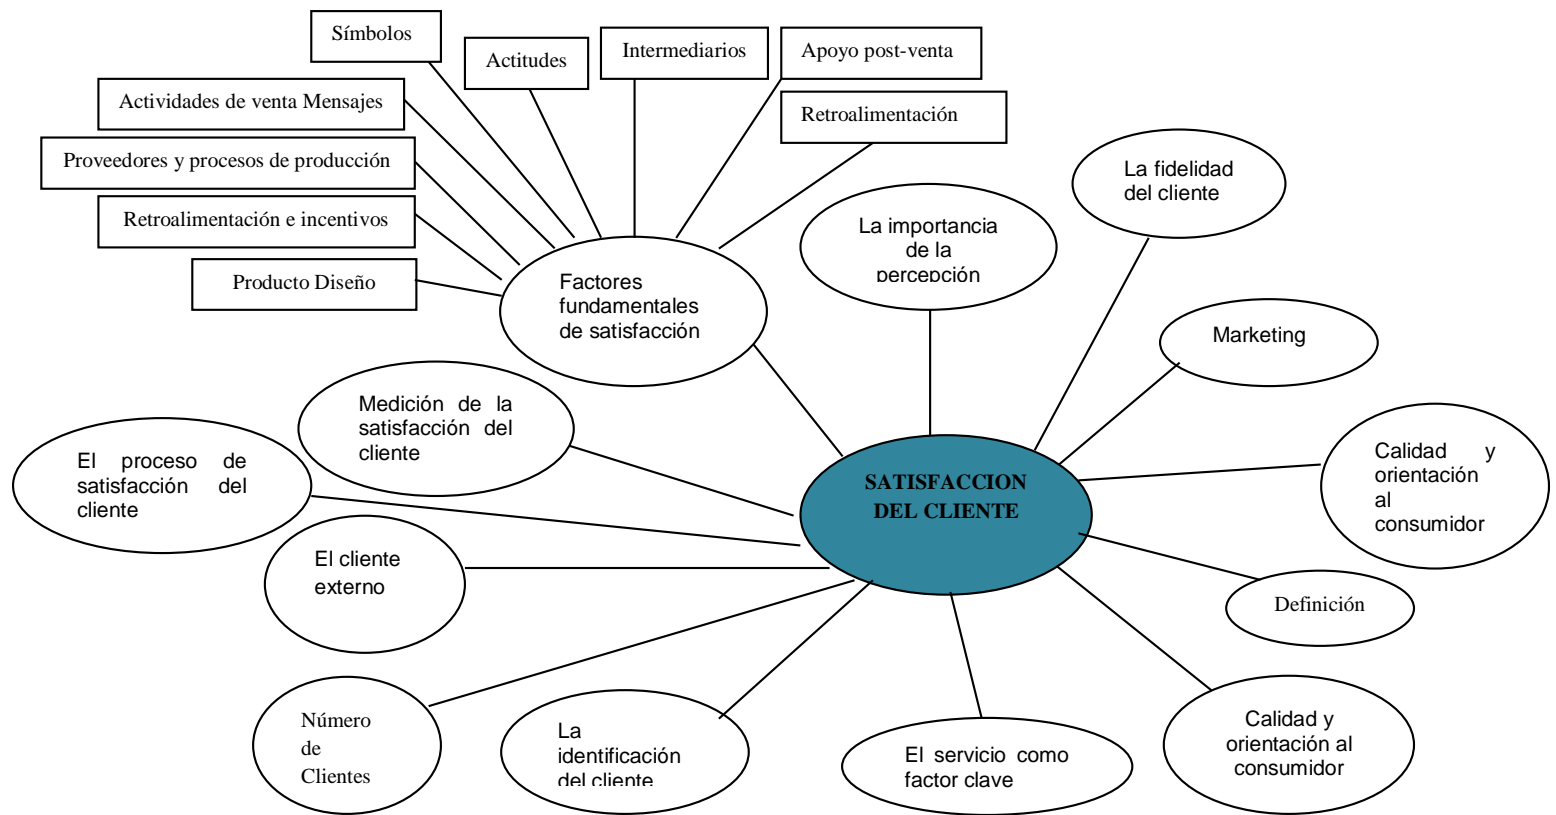 Símbolos
Actitudes
Intermediarios
Apoyo post-venta
Actividades de venta Mensajes
Retroalimentación
Proveedores y procesos de producción
Retroalimentación e incentivos
Producto Diseño
Factores
fundamentales
de satisfacción
La importancia
de la
percepción
La fidelidad
del cliente
Marketing
Medición de la
satisfacción del
cliente
El proceso de
satisfacción del
cliente
SATISFACCION
DEL CLIENTE
Calidad y
orientación
al
consumidor
El cliente
externo
Definición
Número
de
Clientes
La
identificación
del cliente
El servicio como
factor clave
Calidad y
orientación al
consumidor